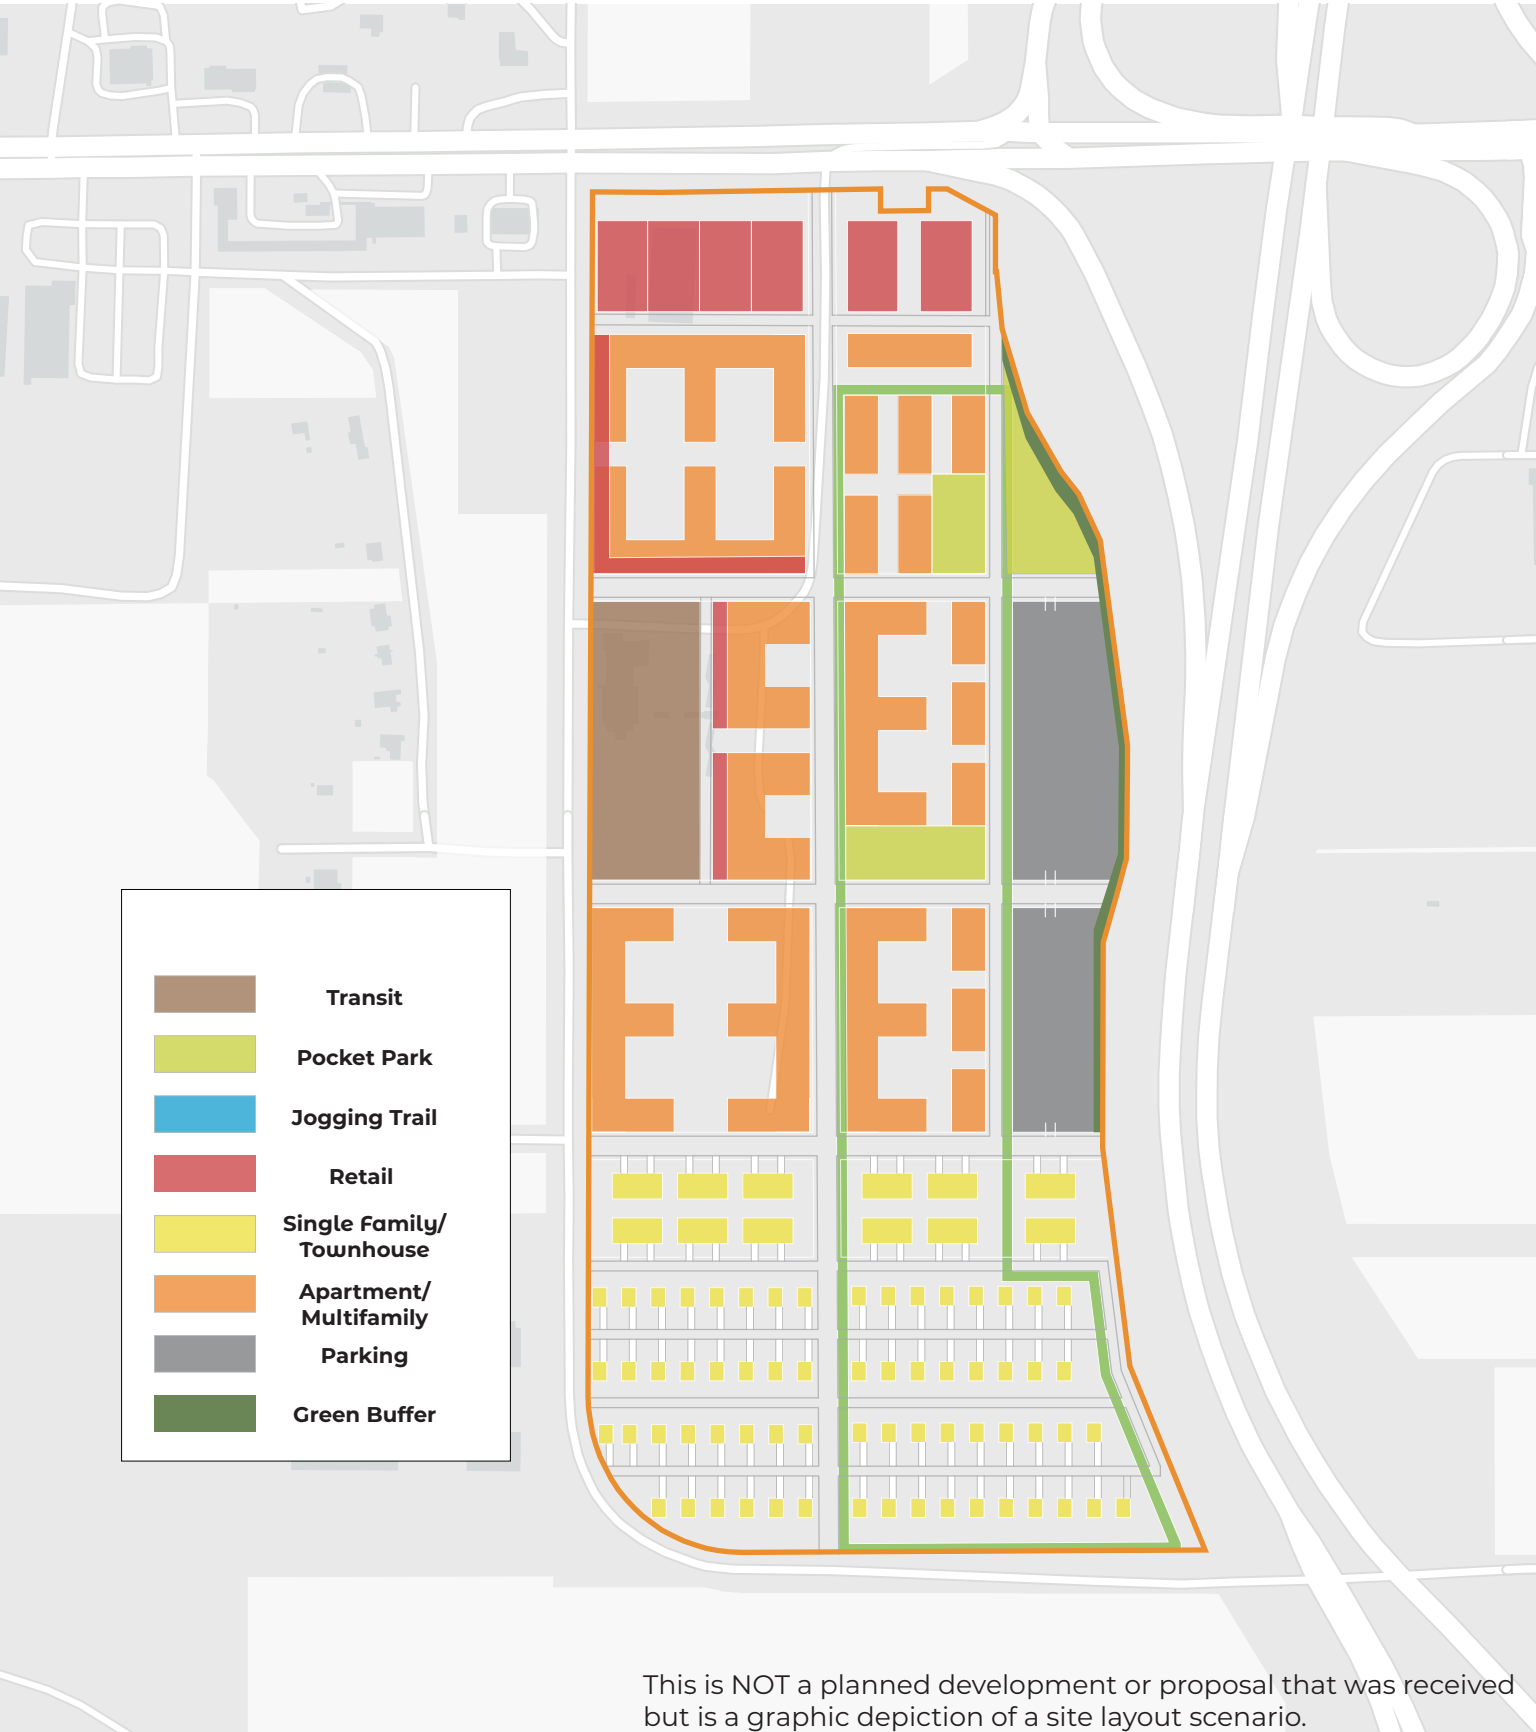 Transit
Pocket Park
Jogging Trail
Retail
Single Family/
Townhouse
Apartment/
Multifamily
Parking
Green Buffer
This is NOT a planned development or proposal that was received
but is a graphic depiction of a site layout scenario.